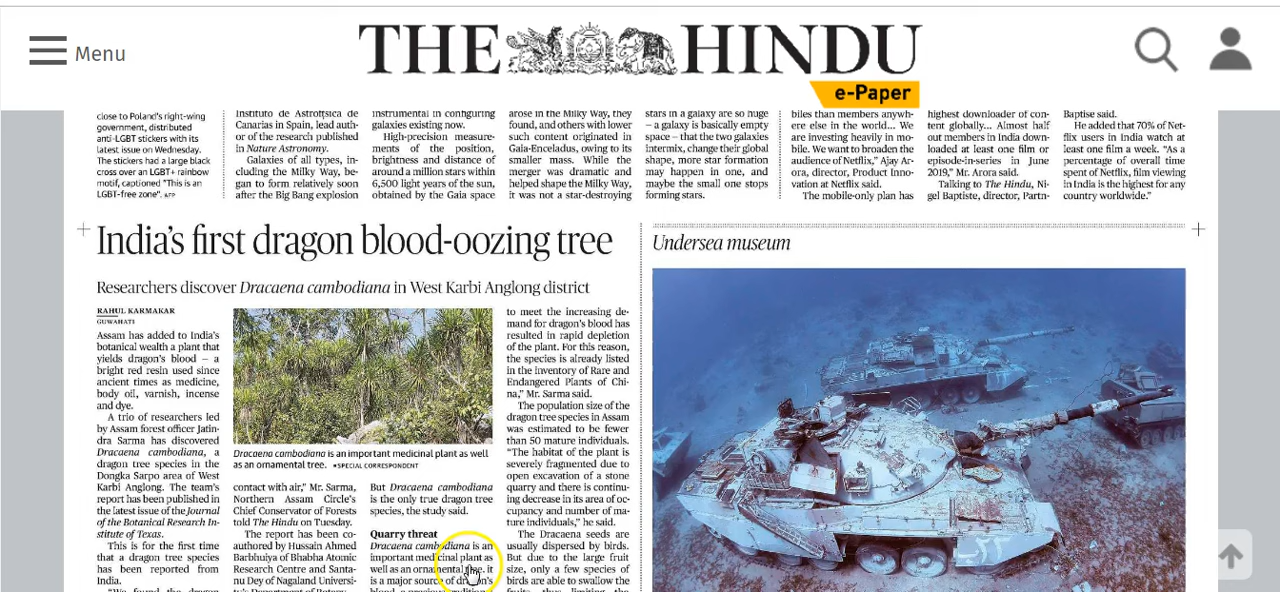 Menu
THE HINDU
e-Paper
close to Poland's right-wing
government, distributed
anti-LGBT stickers with its
latest issue on Wednesday.
The stickers had a large black
cross over an LGBT+ rainbow
motif, captioned "This is an
LGBT-free zone". AFP
Instituto de Astrofísica de
Canarias in Spain, lead auth-
or of the research published
in Nature Astronomy.
Galaxies of all types, in-
cluding the Milky Way, be-
gan to form relatively soon
after the Big Bang explosion
instrumental in configuring
galaxies existing now.
High-precision measure-
ments of the position,
brightness and distance of
around a million stars within
6,500 light years of the sun,
obtained by the Gaia space
arose in the Milky Way, they
found, and others with lower
such content originated in
Gaia-Enceladus, owing to its
smaller mass. While the
merger was dramatic and
helped shape the Milky Way,
it was not a star-destroying
stars in a galaxy are so huge
– a galaxy is basically empty
space – that the two galaxies
intermix, change their global
shape, more star formation
may happen in one, and
maybe the small one stops
forming stars.
biles than members anywh-
ere else in the world... We
are investing heavily in mo-
bile. We want to broaden the
audience of Netflix," Ajay Ar-
ora, director, Product Inno-
vation at Netflix said.
The mobile-only plan has
highest downloader of con-
tent globally... Almost half
out members in India down-
loaded at least one film or
episode-in-series in June
2019," Mr. Arora said.
Talking to The Hindu, Ni-
gel Baptiste, director, Partn-
Baptise said.
He added that 70% of Net-
flix users in India watch at
least one film a week. "As a
percentage of overall time
spent of Netflix, film viewing
in India is the highest for any
country worldwide."
India's first dragon blood-oozing tree
Researchers discover Dracaena cambodiana in West Karbi Anglong district
RAHUL KARMAKAR
GUWAHATI
Assam has added to India's
botanical wealth a plant that
yields dragon's blood – a
bright red resin used since
ancient times as medicine,
body oil, varnish, incense
and dye.
A trio of researchers led
by Assam forest officer Jatin-
dra Sarma has discovered
Dracaena cambodiana, a
dragon tree species in the
Dongka Sarpo area of West
Karbi Anglong. The team's
report has been published in
the latest issue of the Journal
of the Botanical Research In-
stitute of Texas.
This is for the first time
that a dragon tree species
has been reported from
India.
"We found the dragon
Dracaena cambodiana is an important medicinal plant as well
as an ornamental tree. ■SPECIAL CORRESPONDENT
contact with air," Mr. Sarma,
Northern Assam Circle's
Chief Conservator of Forests
told The Hindu on Tuesday.
The report has been co-
authored by Hussain Ahmed
Barbhuiya of Bhabha Atomic
Research Centre and Santa-
nu Dey of Nagaland Universi-
ty's Department of Botany.
But Dracaena cambodiana
is the only true dragon tree
species, the study said.
Quarry threat
Dracaena cambodiana is an
important medicinal plant as
well as an ornamental tree. It
is a major source of dragon's
blood, a precious traditional
to meet the increasing de-
mand for dragon's blood has
resulted in rapid depletion
of the plant. For this reason,
the species is already listed
in the inventory of Rare and
Endangered Plants of Chi-
na," Mr. Sarma said.
The population size of the
dragon tree species in Assam
was estimated to be fewer
than 50 mature individuals.
"The habitat of the plant is
severely fragmented due to
open excavation of a stone
quarry and there is continu-
ing decrease in its area of oc-
cupancy and number of ma-
ture individuals," he said.
The Dracaena seeds are
usually dispersed by birds.
But due to the large fruit
size, only a few species of
birds are able to swallow the
fruits, thus limiting the
Undersea museum